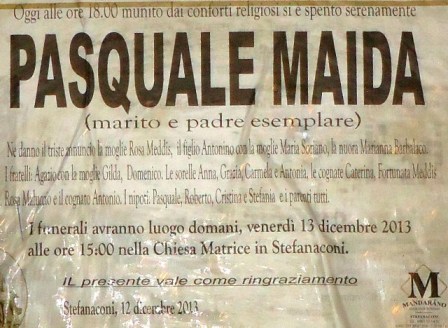 Oggi alle ore 18.00 munito dai conforti religiosi si è spento serenamente
PASQUALE MAIDA
(marito e padre esemplare)
Ne danno il triste annuncio la moglie Rosa Meddis, il figlio Antonino con la moglie Maria Soriano, la nuora Marianna Barbalaco.
I fratelli: Agazio con la moglie Gilda, Domenico. Le sorelle Anna, Grazia, Carmela e Antonia, le cognate Caterina, Fortunata Meddis
Rosa e il cognato Antonio. I nipoti: Pasquale, Roberto, Cristina e Stefania e i parenti tutti.
I funerali avranno luogo domani, venerdì 13 dicembre 2013
alle ore 15:00 nella Chiesa Matrice in Stefanaconi.
IL presente vale come ringraziamento
Stefanaconi, 12 dicembre 2013
M
MANDARANO